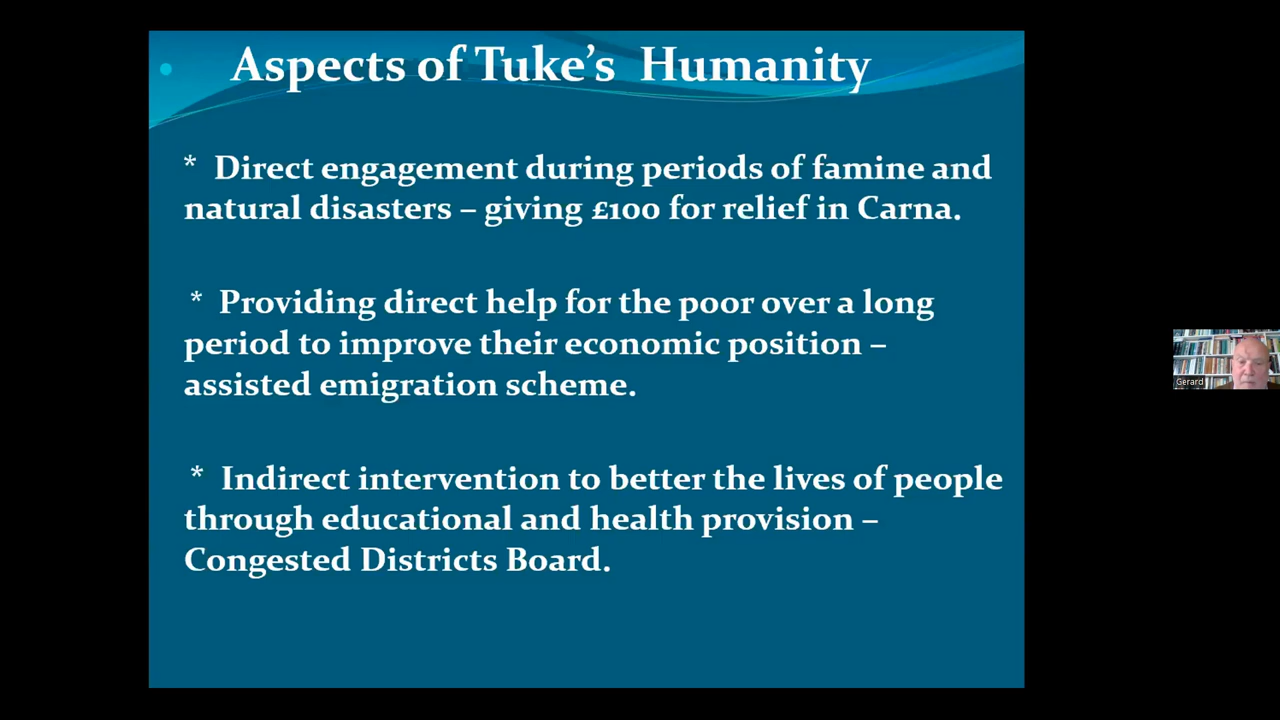 Aspects of Tuke's Humanity
* Direct engagement during periods of famine and
natural disasters – giving £100 for relief in Carna.
* Providing direct help for the poor over a long
period to improve their economic position –
assisted emigration scheme.
* Indirect intervention to better the lives of people
through educational and health provision –
Congested Districts Board.
Gerard